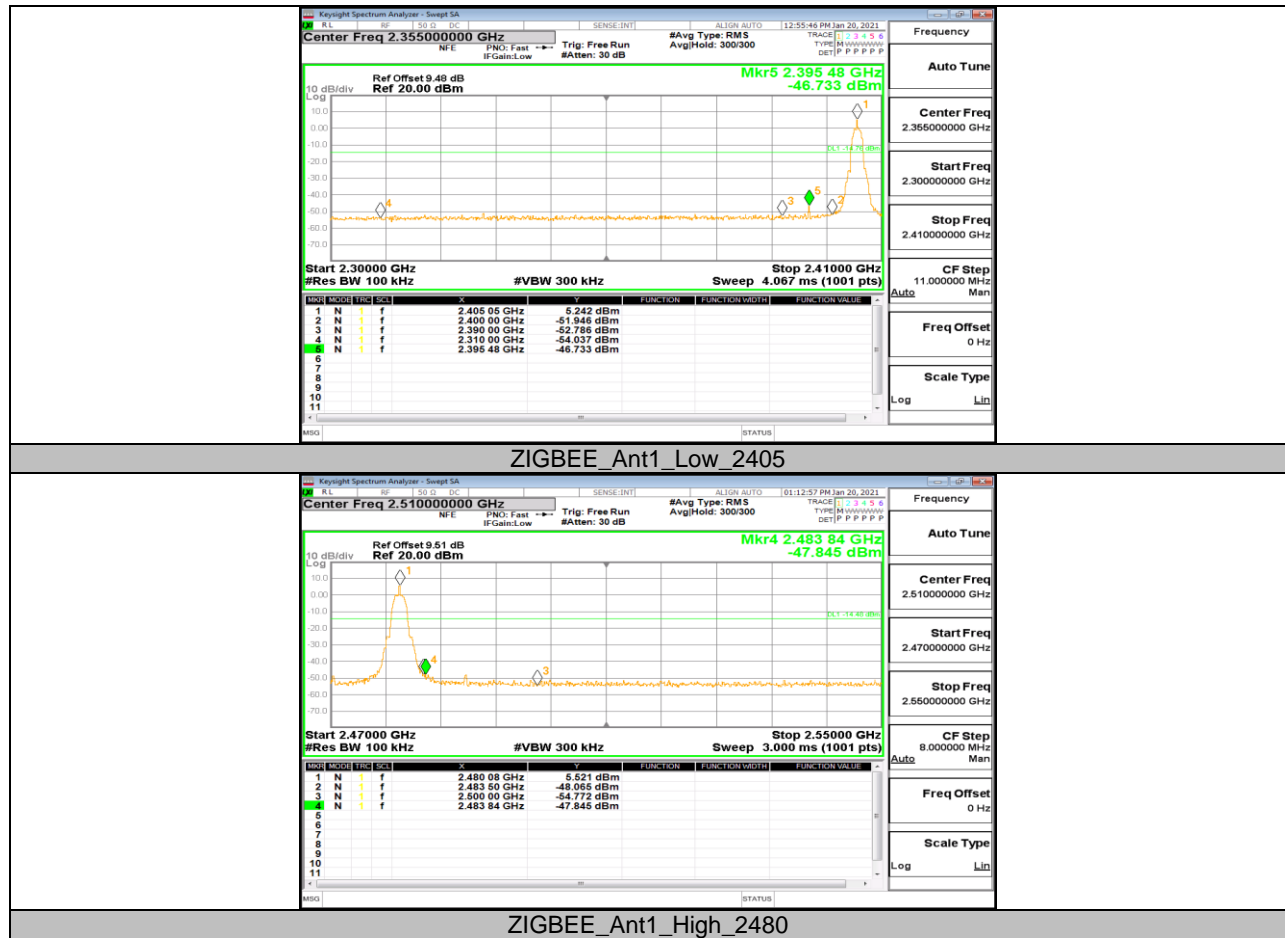 Keysight Spectrum Analyzer - Swept SA
RL RF 50 Ω DC SENSE:INT ALIGN AUTO 12:55:46 PM Jan 20, 2021
Center Freq 2.355000000 GHz
NFE PNO: Fast IFGain:Low
Trig: Free Run #Atten: 30 dB
#Avg Type: RMS Avg|Hold: 300/300
TRACE 1 2 3 4 5 6
TYPE M WWWWW
DET P P P P P P
Frequency
Auto Tune
Mkr5 2.395 48 GHz
-46.733 dBm
Ref Offset 9.48 dB
10 dB/div Ref 20.00 dBm
Log
10.0
0.00
-10.0
-20.0
-30.0
-40.0
-50.0
-60.0
-70.0
1
4
3
5
2
Center Freq
2.355000000 GHz
Start Freq
2.300000000 GHz
Stop Freq
2.410000000 GHz
Start 2.30000 GHz Stop 2.41000 GHz
#Res BW 100 kHz #VBW 300 kHz Sweep 4.067 ms (1001 pts)
CF Step
11.000000 MHz
Auto Man
MKR MODE TRC SCL X Y FUNCTION FUNCTION WIDTH FUNCTION VALUE
1 N 1 f 2.405 05 GHz 5.242 dBm
2 N 1 f 2.400 00 GHz -51.946 dBm
3 N 1 f 2.390 00 GHz -52.786 dBm
4 N 1 f 2.310 00 GHz -54.037 dBm
5 N 1 f 2.395 48 GHz -46.733 dBm
6
7
8
9
10
11
Freq Offset
0 Hz
Scale Type
Log Lin
MSG STATUS
ZIGBEE_Ant1_Low_2405
Keysight Spectrum Analyzer - Swept SA
RL RF 50 Ω DC SENSE:INT ALIGN AUTO 01:12:57 PM Jan 20, 2021
Center Freq 2.510000000 GHz
NFE PNO: Fast IFGain:Low
Trig: Free Run #Atten: 30 dB
#Avg Type: RMS Avg|Hold: 300/300
TRACE 1 2 3 4 5 6
TYPE M WWWWW
DET P P P P P P
Frequency
Auto Tune
Mkr4 2.483 84 GHz
-47.845 dBm
Ref Offset 9.51 dB
10 dB/div Ref 20.00 dBm
Log
10.0
0.00
-10.0
-20.0
-30.0
-40.0
-50.0
-60.0
-70.0
1
4
3
DL1 -14.48 dBm
Center Freq
2.510000000 GHz
Start Freq
2.470000000 GHz
Stop Freq
2.550000000 GHz
Start 2.47000 GHz Stop 2.55000 GHz
#Res BW 100 kHz #VBW 300 kHz Sweep 3.000 ms (1001 pts)
CF Step
8.000000 MHz
Auto Man
MKR MODE TRC SCL X Y FUNCTION FUNCTION WIDTH FUNCTION VALUE
1 N 1 f 2.480 08 GHz 5.521 dBm
2 N 1 f 2.483 50 GHz -48.065 dBm
3 N 1 f 2.500 00 GHz -54.772 dBm
4 N 1 f 2.483 84 GHz -47.845 dBm
5
6
7
8
9
10
11
Freq Offset
0 Hz
Scale Type
Log Lin
MSG STATUS
ZIGBEE_Ant1_High_2480